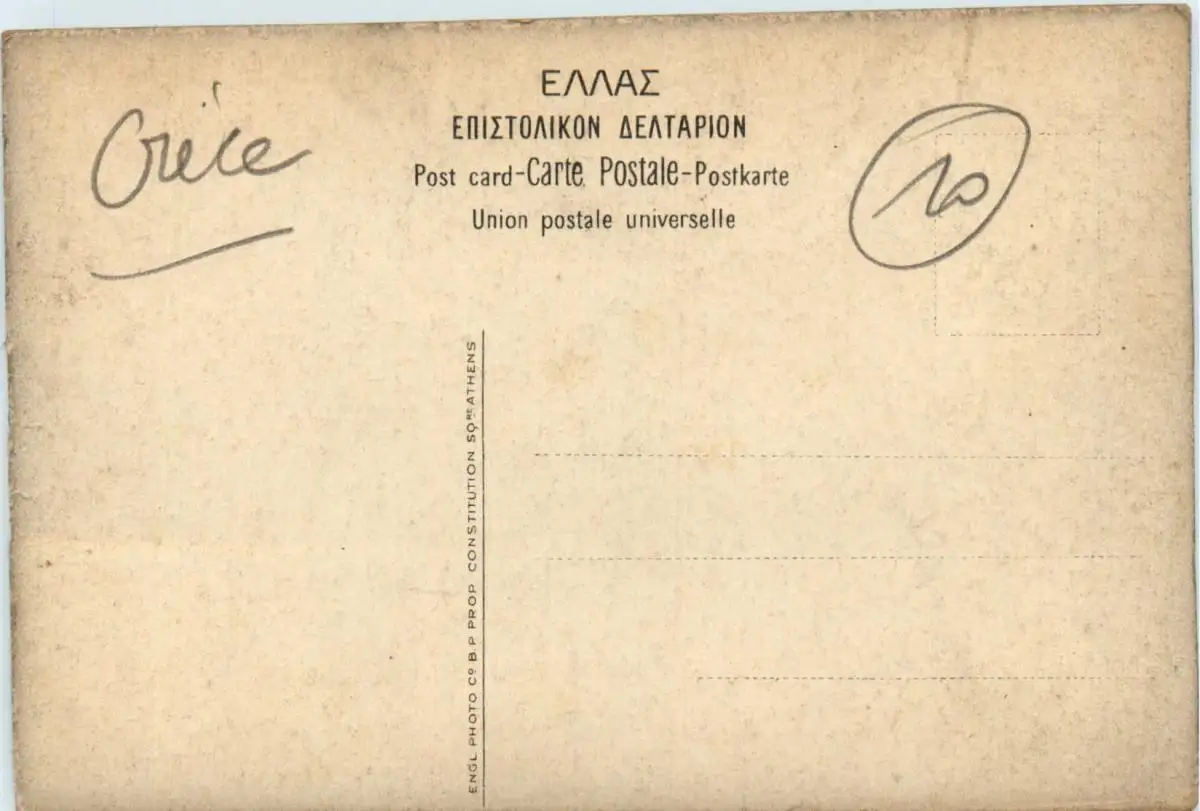 Grèce
ΕΛΛΑΣ
ΕΠΙΣΤΟΛΙΚΟΝ ΔΕΛΤΑΡΙΟΝ
Post card-Carte Postale-Postkarte
Union postale universelle
10
ENGL PHOTO Cº B.P PROP CONSTITUTION SQᴿᴱ ATHENS